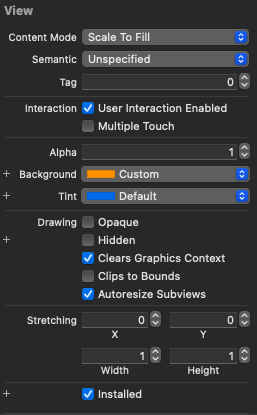 View
Content Mode Scale To Fill
Semantic Unspecified
Tag 0
Interaction User Interaction Enabled
Multiple Touch
Alpha 1
+ Background Custom
+ Tint Default
Drawing Opaque
+ Hidden
Clears Graphics Context
Clips to Bounds
Autoresize Subviews
Stretching 0 0
X Y
1 1
Width Height
+ Installed